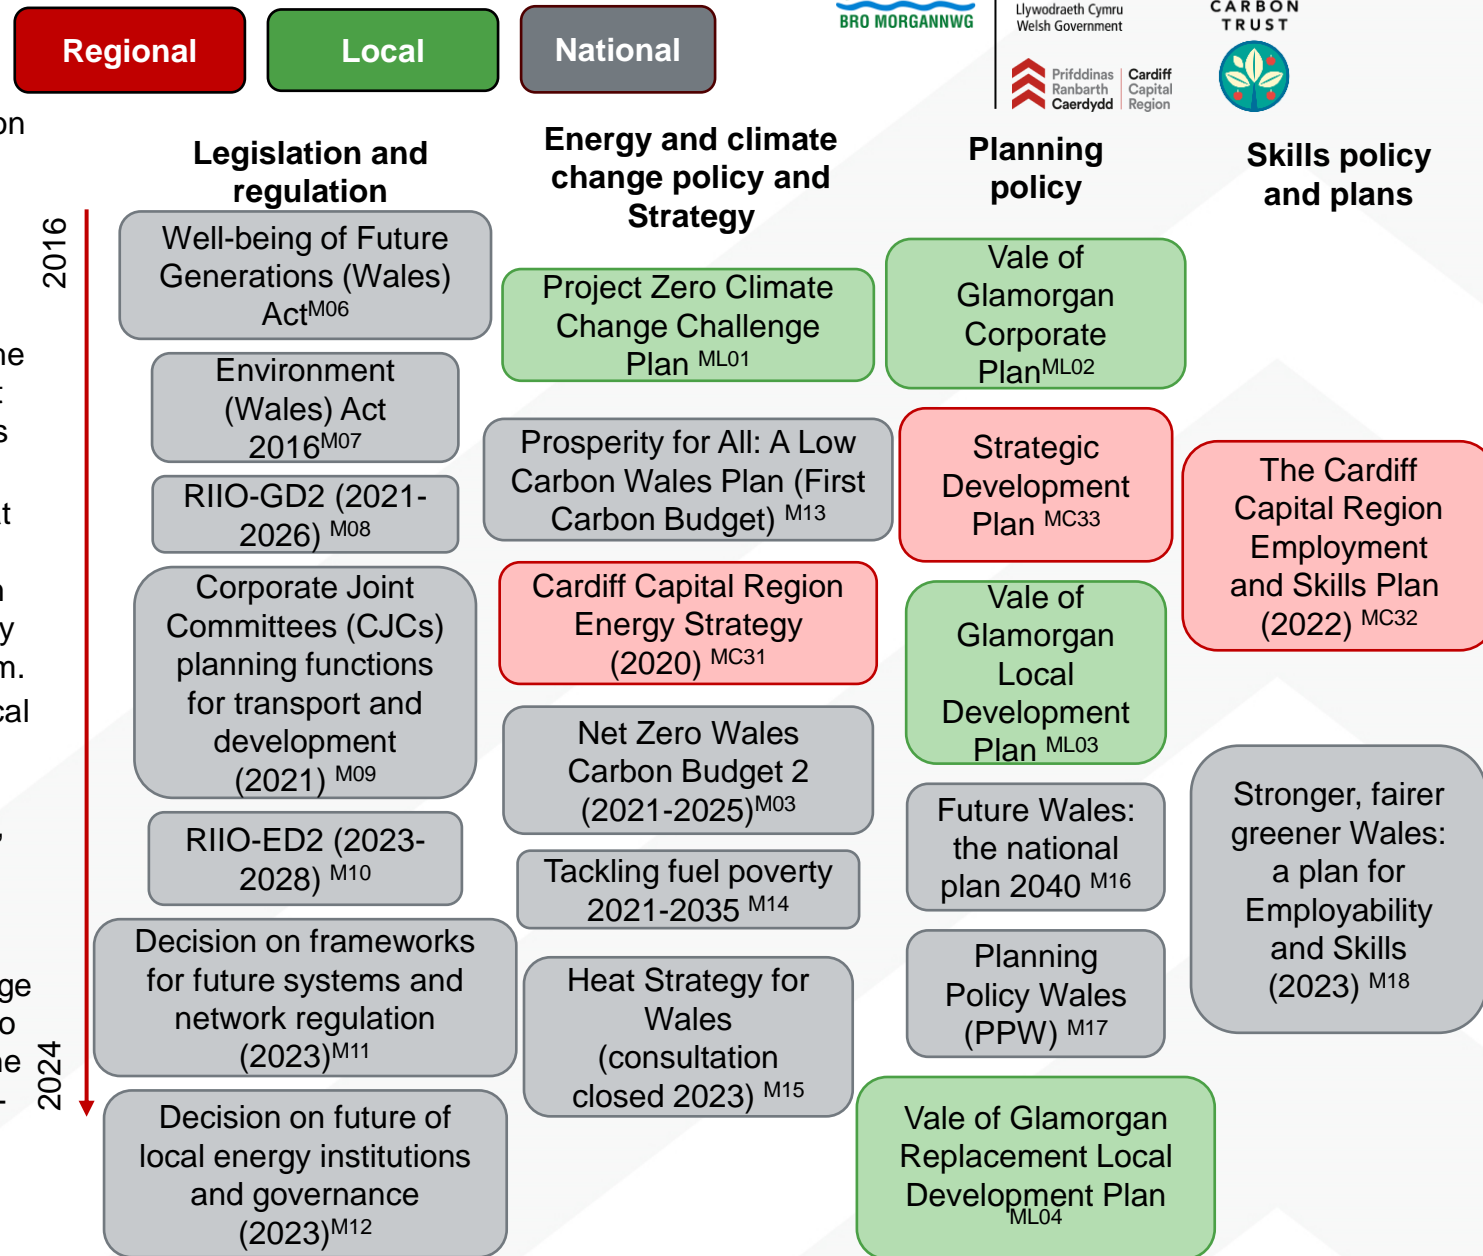 Regional
Local
National
BRO MORGANNWG
Llywodraeth Cymru
Welsh Government
CARBON
TRUST
Prifddinas
Ranbarth
Caerdydd
Cardiff
Capital
Region
on
he
t
s
at
n
y
m.
cal
,
ge
o
he
-
2016
2024
Legislation and
regulation
Well-being of Future
Generations (Wales)
ActM06
Environment
(Wales) Act
2016M07
RIIO-GD2 (2021-
2026) M08
Corporate Joint
Committees (CJCs)
planning functions
for transport and
development
(2021) M09
RIIO-ED2 (2023-
2028) M10
Decision on frameworks
for future systems and
network regulation
(2023)M11
Decision on future of
local energy institutions
and governance
(2023)M12
Energy and climate
change policy and
Strategy
Project Zero Climate
Change Challenge
Plan ML01
Prosperity for All: A Low
Carbon Wales Plan (First
Carbon Budget) M13
Cardiff Capital Region
Energy Strategy
(2020) MC31
Net Zero Wales
Carbon Budget 2
(2021-2025)M03
Tackling fuel poverty
2021-2035 M14
Heat Strategy for
Wales
(consultation
closed 2023) M15
Planning
policy
Vale of
Glamorgan
Corporate
PlanML02
Strategic
Development
Plan MC33
Vale of
Glamorgan
Local
Development
Plan ML03
Future Wales:
the national
plan 2040 M16
Planning
Policy Wales
(PPW) M17
Vale of Glamorgan
Replacement Local
Development Plan
ML04
Skills policy
and plans
The Cardiff
Capital Region
Employment
and Skills Plan
(2022) MC32
Stronger, fairer
greener Wales:
a plan for
Employability
and Skills
(2023) M18